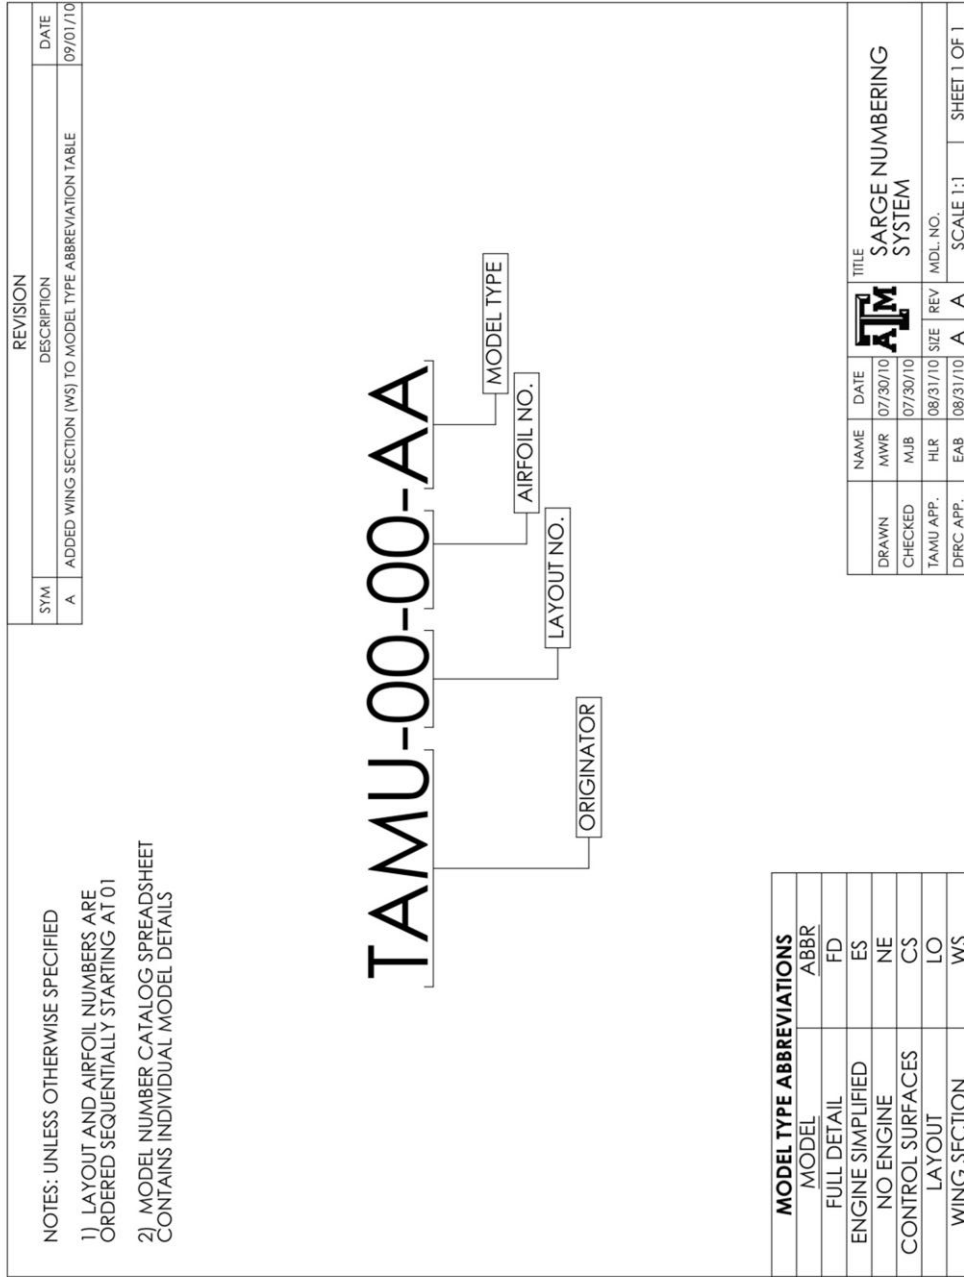 NOTES: UNLESS OTHERWISE SPECIFIED
1) LAYOUT AND AIRFOIL NUMBERS ARE
ORDERED SEQUENTIALLY STARTING AT 01
2) MODEL NUMBER CATALOG SPREADSHEET
CONTAINS INDIVIDUAL MODEL DETAILS
REVISION
SYM DESCRIPTION DATE
A ADDED WING SECTION (WS) TO MODEL TYPE ABBREVIATION TABLE 09/01/10
TAMU-00-00-AA
MODEL TYPE
AIRFOIL NO.
LAYOUT NO.
ORIGINATOR
MODEL TYPE ABBREVIATIONS
MODEL ABBR
FULL DETAIL FD
ENGINE SIMPLIFIED ES
NO ENGINE NE
CONTROL SURFACES CS
LAYOUT LO
WING SECTION WS
NAME DATE
DRAWN MWR 07/30/10
CHECKED MJB 07/30/10
TAMU APP. HLR 08/31/10
DFRC APP. EAB 08/31/10
ATM
TITLE
SARGE NUMBERING
SYSTEM
SIZE REV MDL. NO.
A A SCALE 1:1 SHEET 1 OF 1